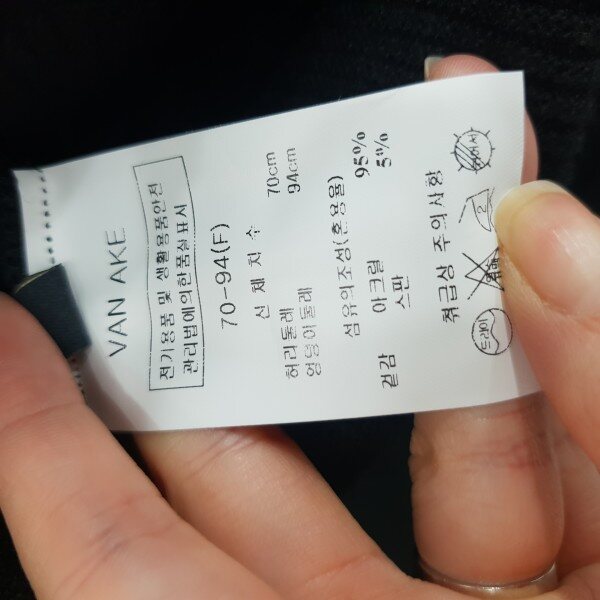 VAN AKE
전기용품 및 생활용품안전
관리법에의한품질표시
70-94(F)
신 체 치 수
허리둘레 70cm
엉덩이둘레 94cm
섬유의조성(혼용율)
겉감 아크릴 95%
스판 5%
취급상 주의사항
드라이
2